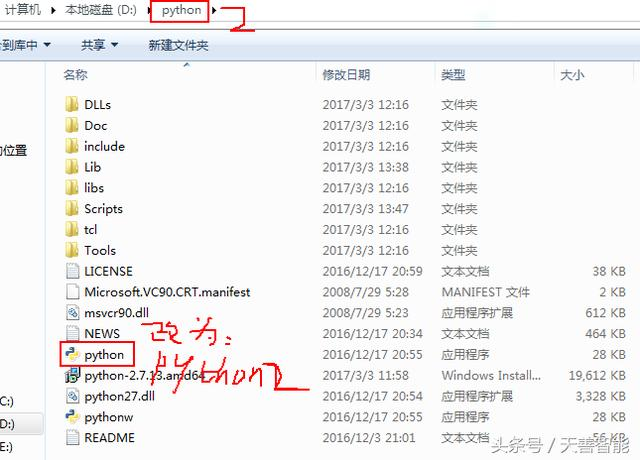 计算机 ▸ 本地磁盘 (D:) ▸ python ▸
2
到库中 ▼ 共享 ▼ 新建文件夹
名称 修改日期 类型 大小
DLLs 2017/3/3 12:16 文件夹
Doc 2017/3/3 12:16 文件夹
的位置 include 2017/3/3 12:16 文件夹
Lib 2017/3/3 13:38 文件夹
libs 2017/3/3 12:16 文件夹
Scripts 2017/3/3 13:47 文件夹
tcl 2017/3/3 12:16 文件夹
Tools 2017/3/3 12:16 文件夹
LICENSE 2016/12/17 20:59 文本文档 38 KB
Microsoft.VC90.CRT.manifest 2008/7/29 5:28 MANIFEST 文件 2 KB
msvcr90.dll 2008/7/29 5:23 应用程序扩展 612 KB
NEWS 2016/12/17 20:34 文本文档 464 KB
改为:
python 2016/12/17 20:55 应用程序 28 KB
python2
python-2.7.13.amd64 2017/3/3 11:58 Windows Install... 19,612 KB
C:) python27.dll 2016/12/17 20:54 应用程序扩展 3,328 KB
D:) pythonw 2016/12/17 20:55 应用程序 28 KB
E:) README 2016/12/3 21:01 文本文档 56 KB
头条号 / 天善智能